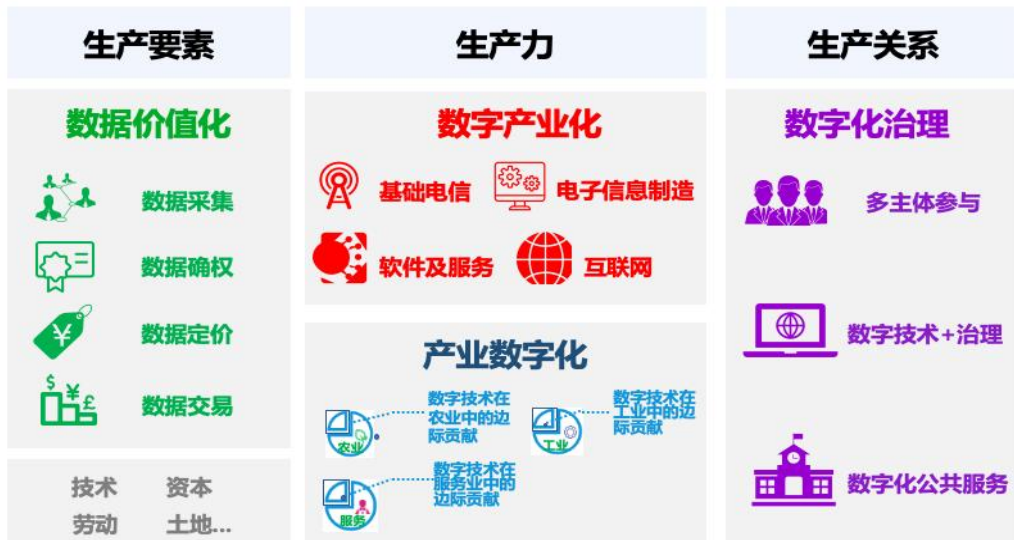 生产要素
数据价值化
数据采集
数据确权
¥
数据定价
$ ¥ £
数据交易
技术 资本
劳动 土地...
生产力
数字产业化
基础电信
电子信息制造
软件及服务
互联网
产业数字化
数字技术在
农业中的边
际贡献
农业
数字技术在
工业中的边
际贡献
工业
数字技术在
服务业中的
边际贡献
服务
生产关系
数字化治理
多主体参与
数字技术+治理
数字化公共服务